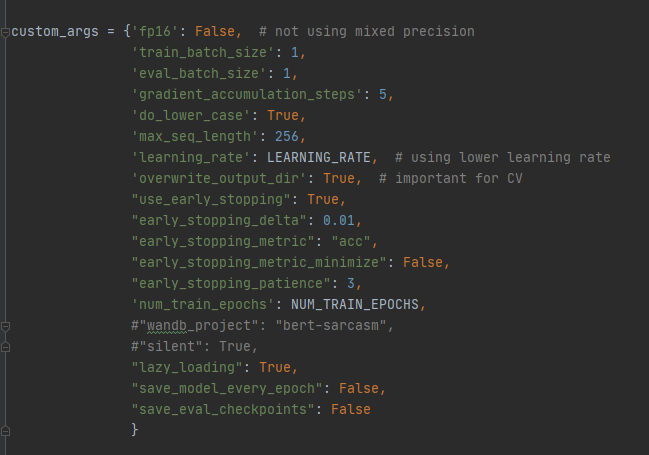 custom_args = {'fp16': False,  # not using mixed precision
               'train_batch_size': 1,
               'eval_batch_size': 1,
               'gradient_accumulation_steps': 5,
               'do_lower_case': True,
               'max_seq_length': 256,
               'learning_rate': LEARNING_RATE,  # using lower learning rate
               'overwrite_output_dir': True,  # important for CV
               "use_early_stopping": True,
               "early_stopping_delta": 0.01,
               "early_stopping_metric": "acc",
               "early_stopping_metric_minimize": False,
               "early_stopping_patience": 3,
               'num_train_epochs': NUM_TRAIN_EPOCHS,
               #"wandb_project": "bert-sarcasm",
               #"silent": True,
               "lazy_loading": True,
               "save_model_every_epoch": False,
               "save_eval_checkpoints": False
               }